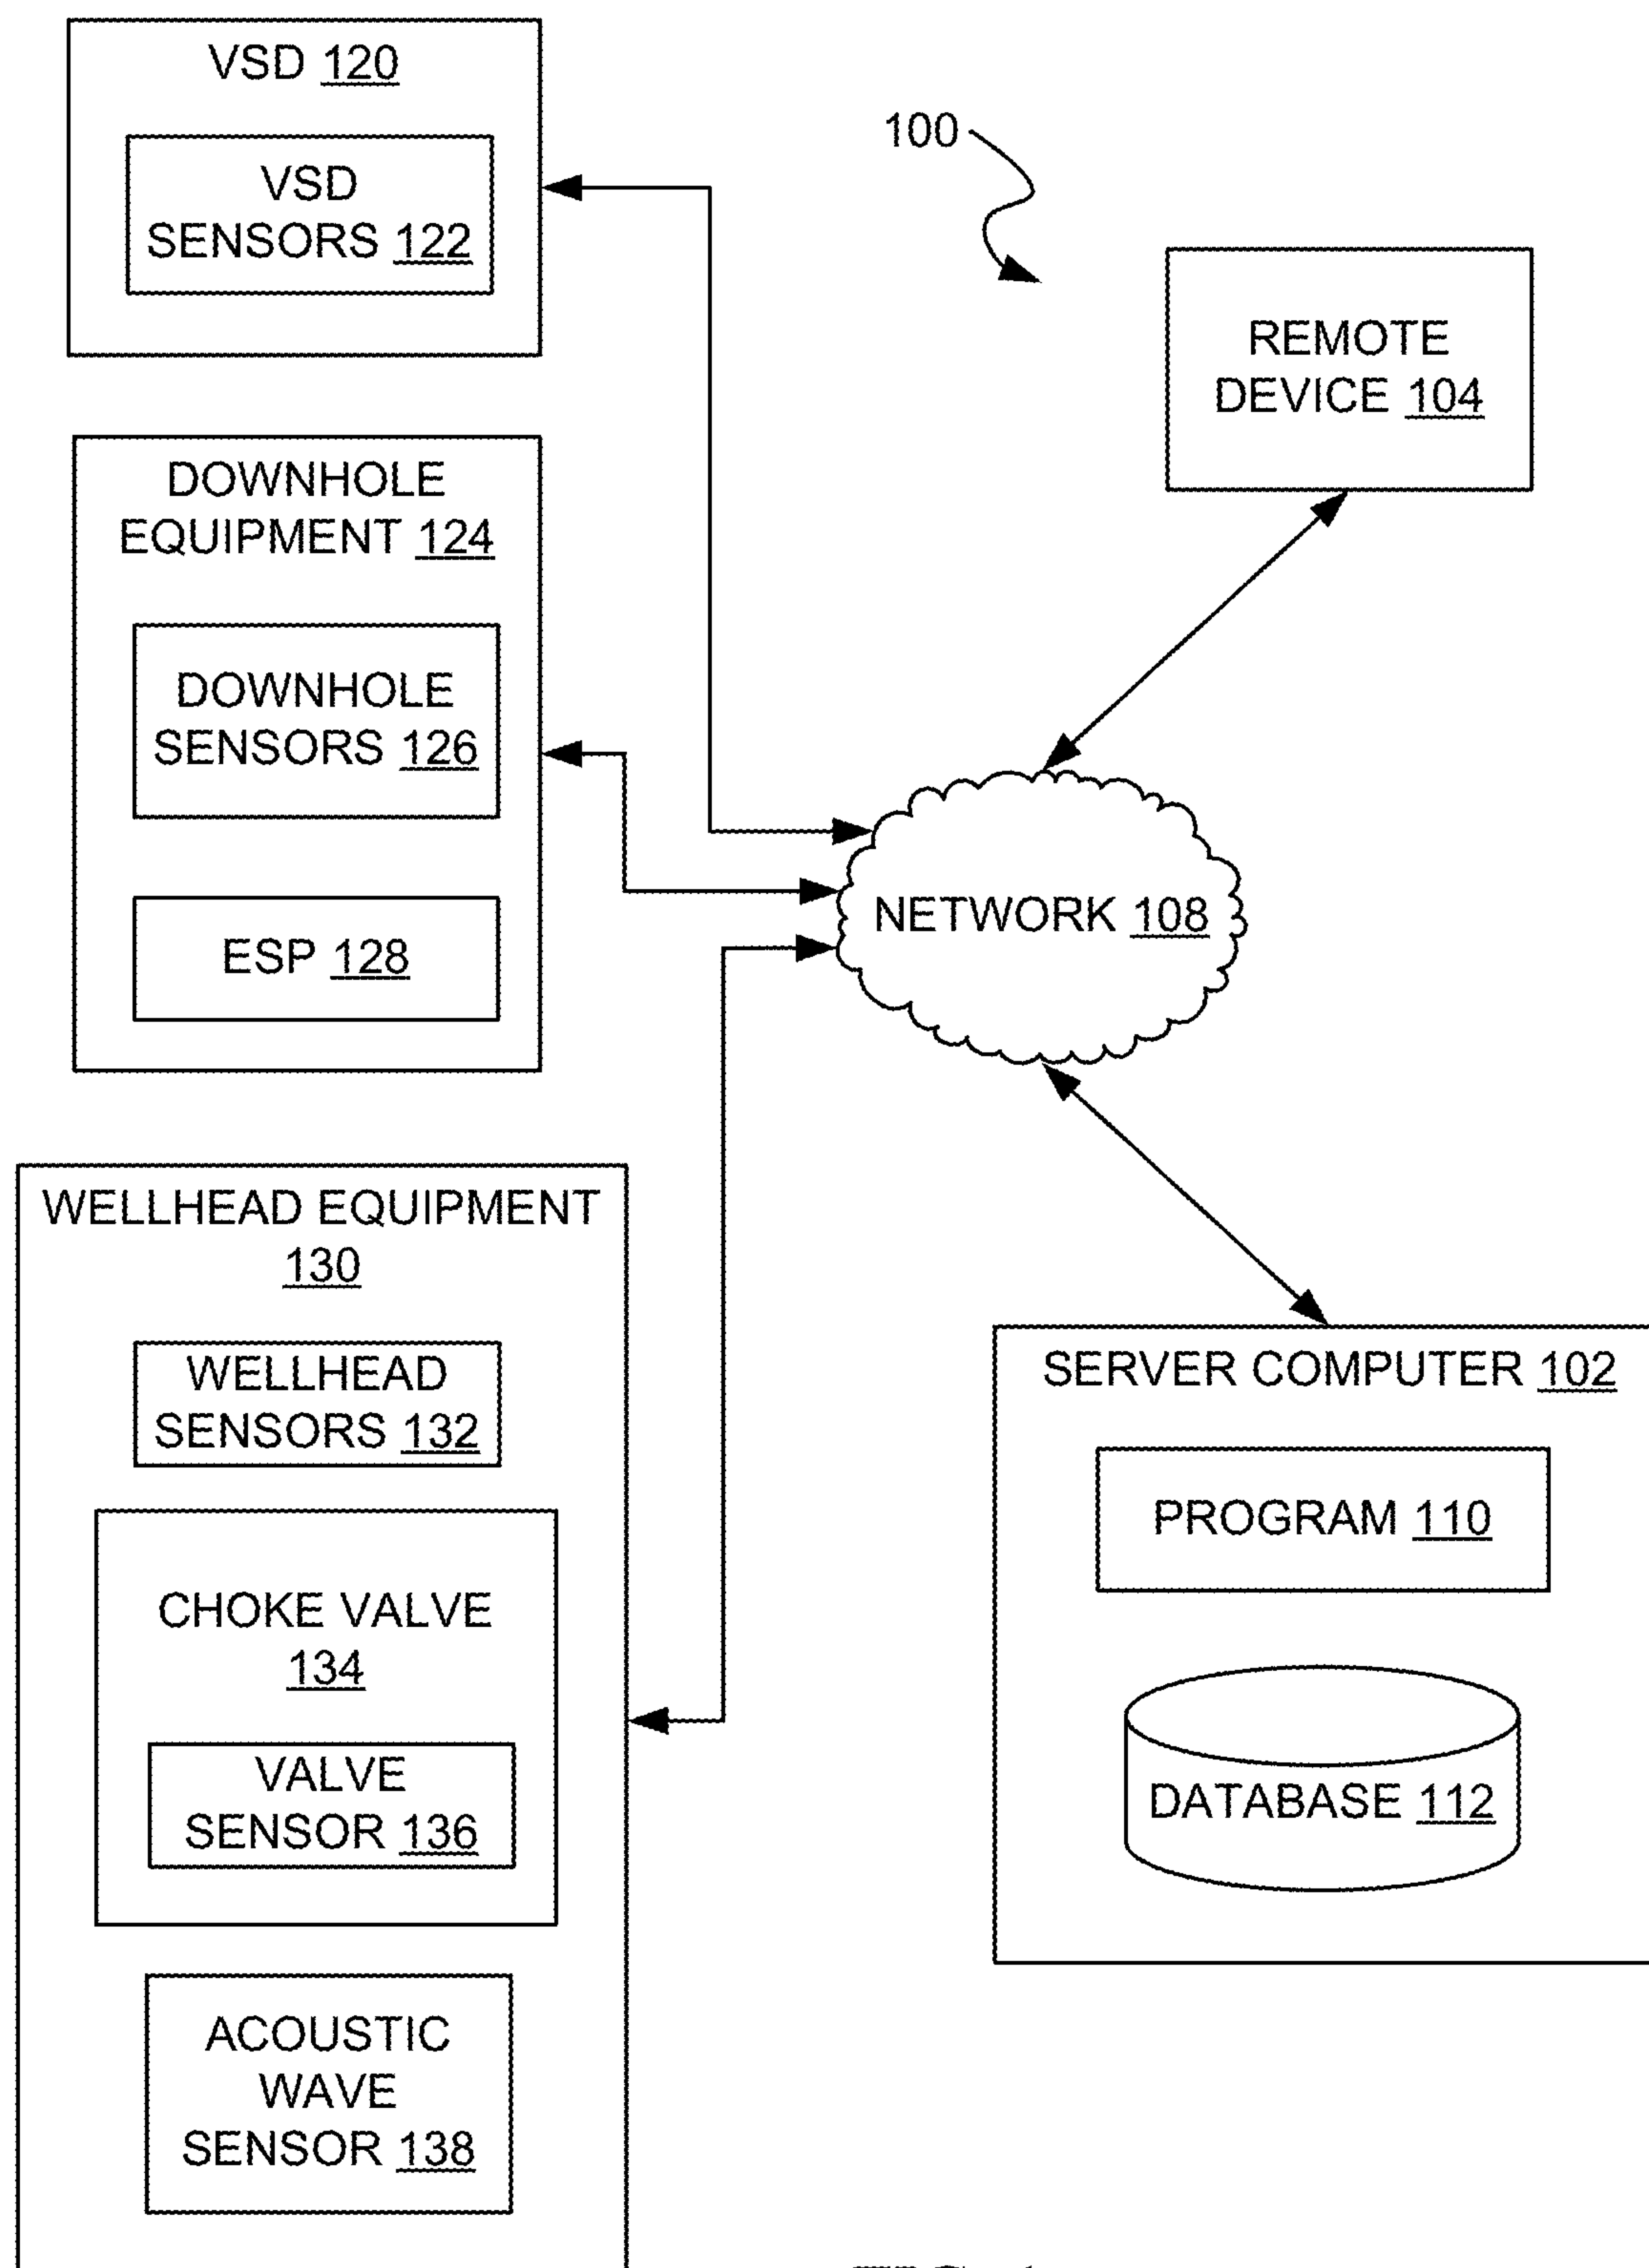 VSD 120
VSD
SENSORS 122
100
REMOTE
DEVICE 104
DOWNHOLE
EQUIPMENT 124
DOWNHOLE
SENSORS 126
ESP 128
NETWORK 108
WELLHEAD EQUIPMENT
130
WELLHEAD
SENSORS 132
CHOKE VALVE
134
VALVE
SENSOR 136
ACOUSTIC
WAVE
SENSOR 138
SERVER COMPUTER 102
PROGRAM 110
DATABASE 112